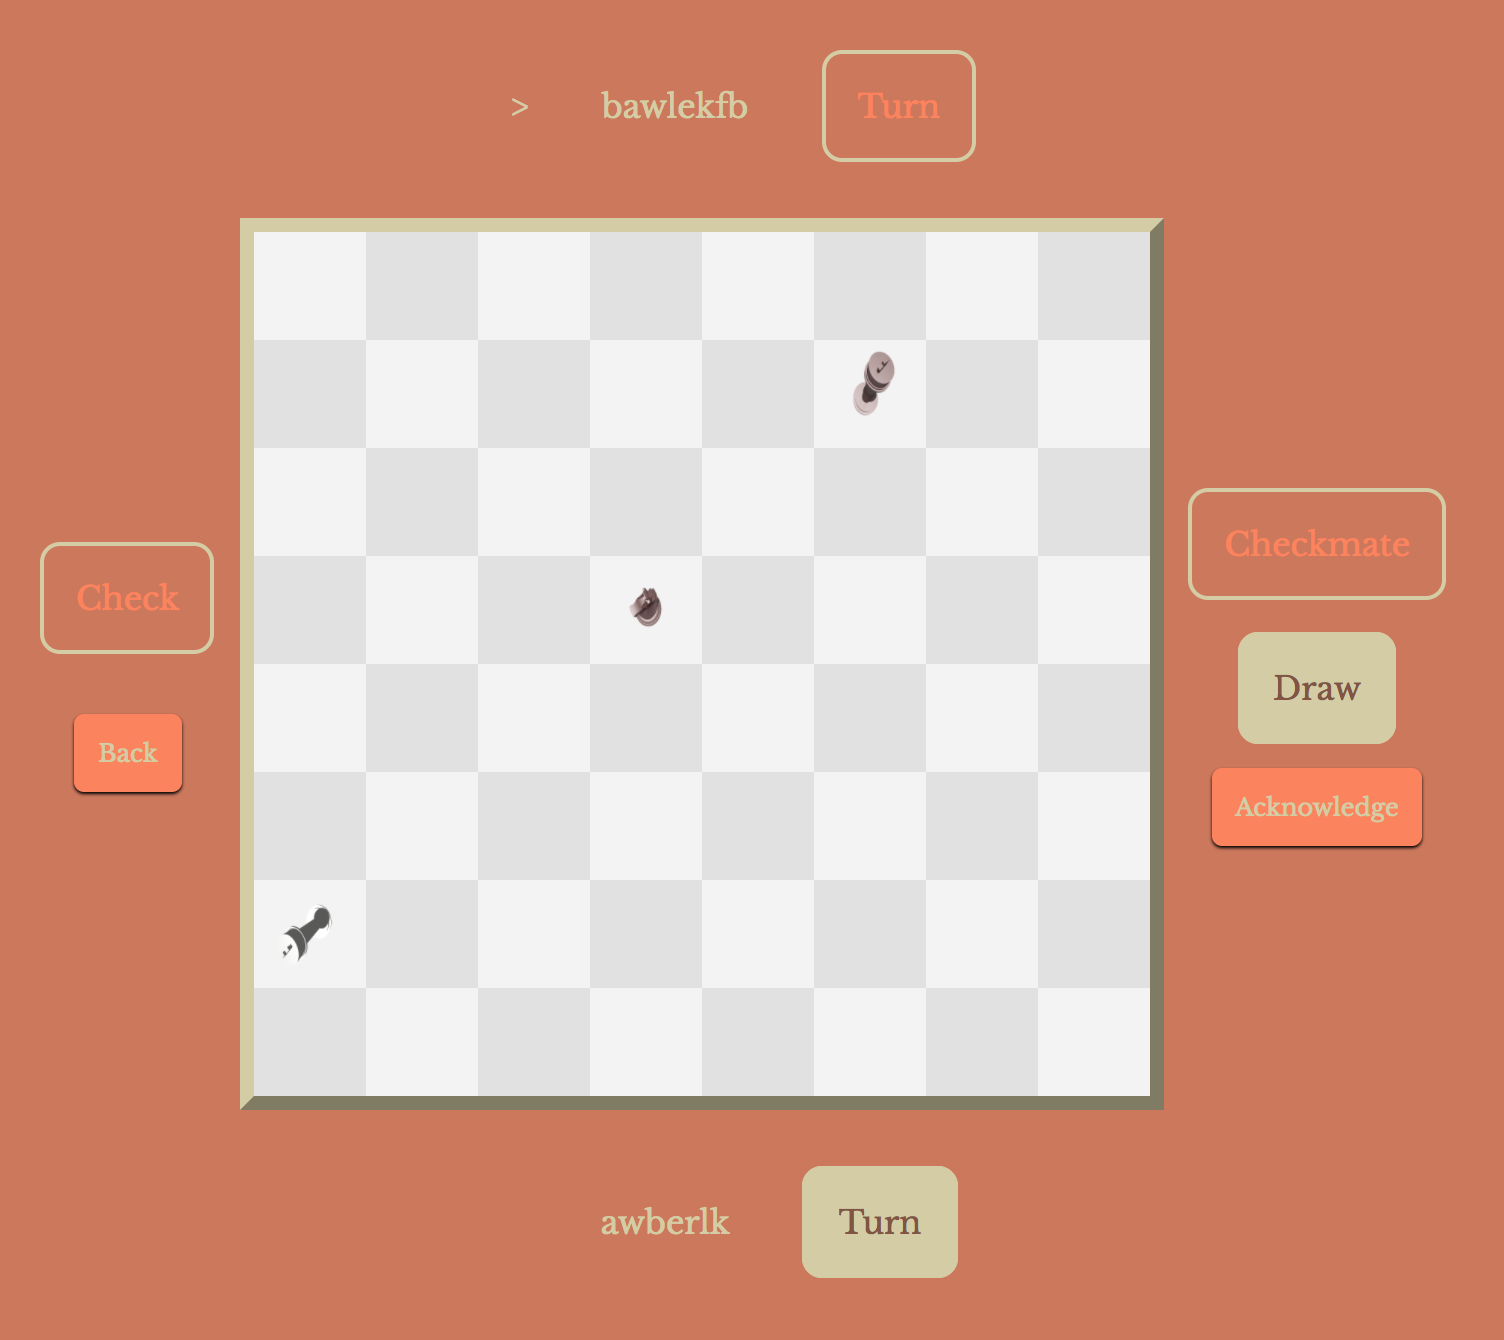 > bawlekfb Turn
Checkmate
Check
Draw
Back
Acknowledge
awberlk Turn